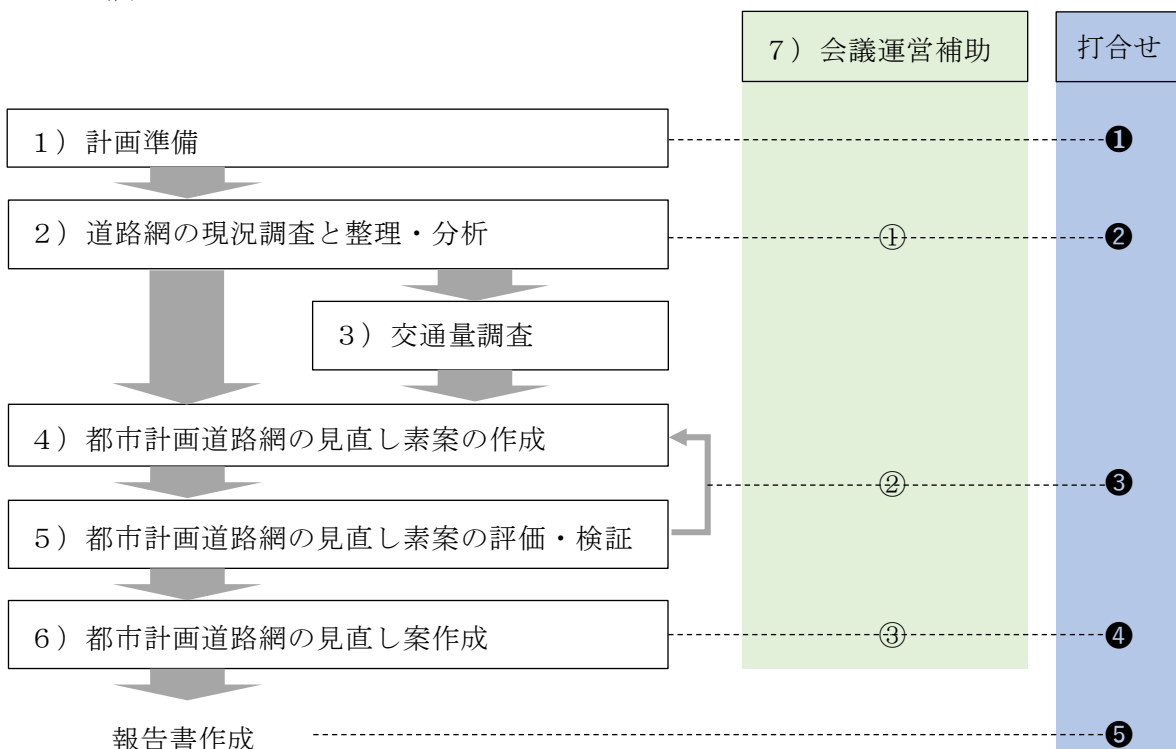 ７）会議運営補助
打合せ
１）計画準備
❶
２）道路網の現況調査と整理・分析
①
❷
３）交通量調査
４）都市計画道路網の見直し素案の作成
②
❸
５）都市計画道路網の見直し素案の評価・検証
６）都市計画道路網の見直し案作成
③
❹
報告書作成
❺